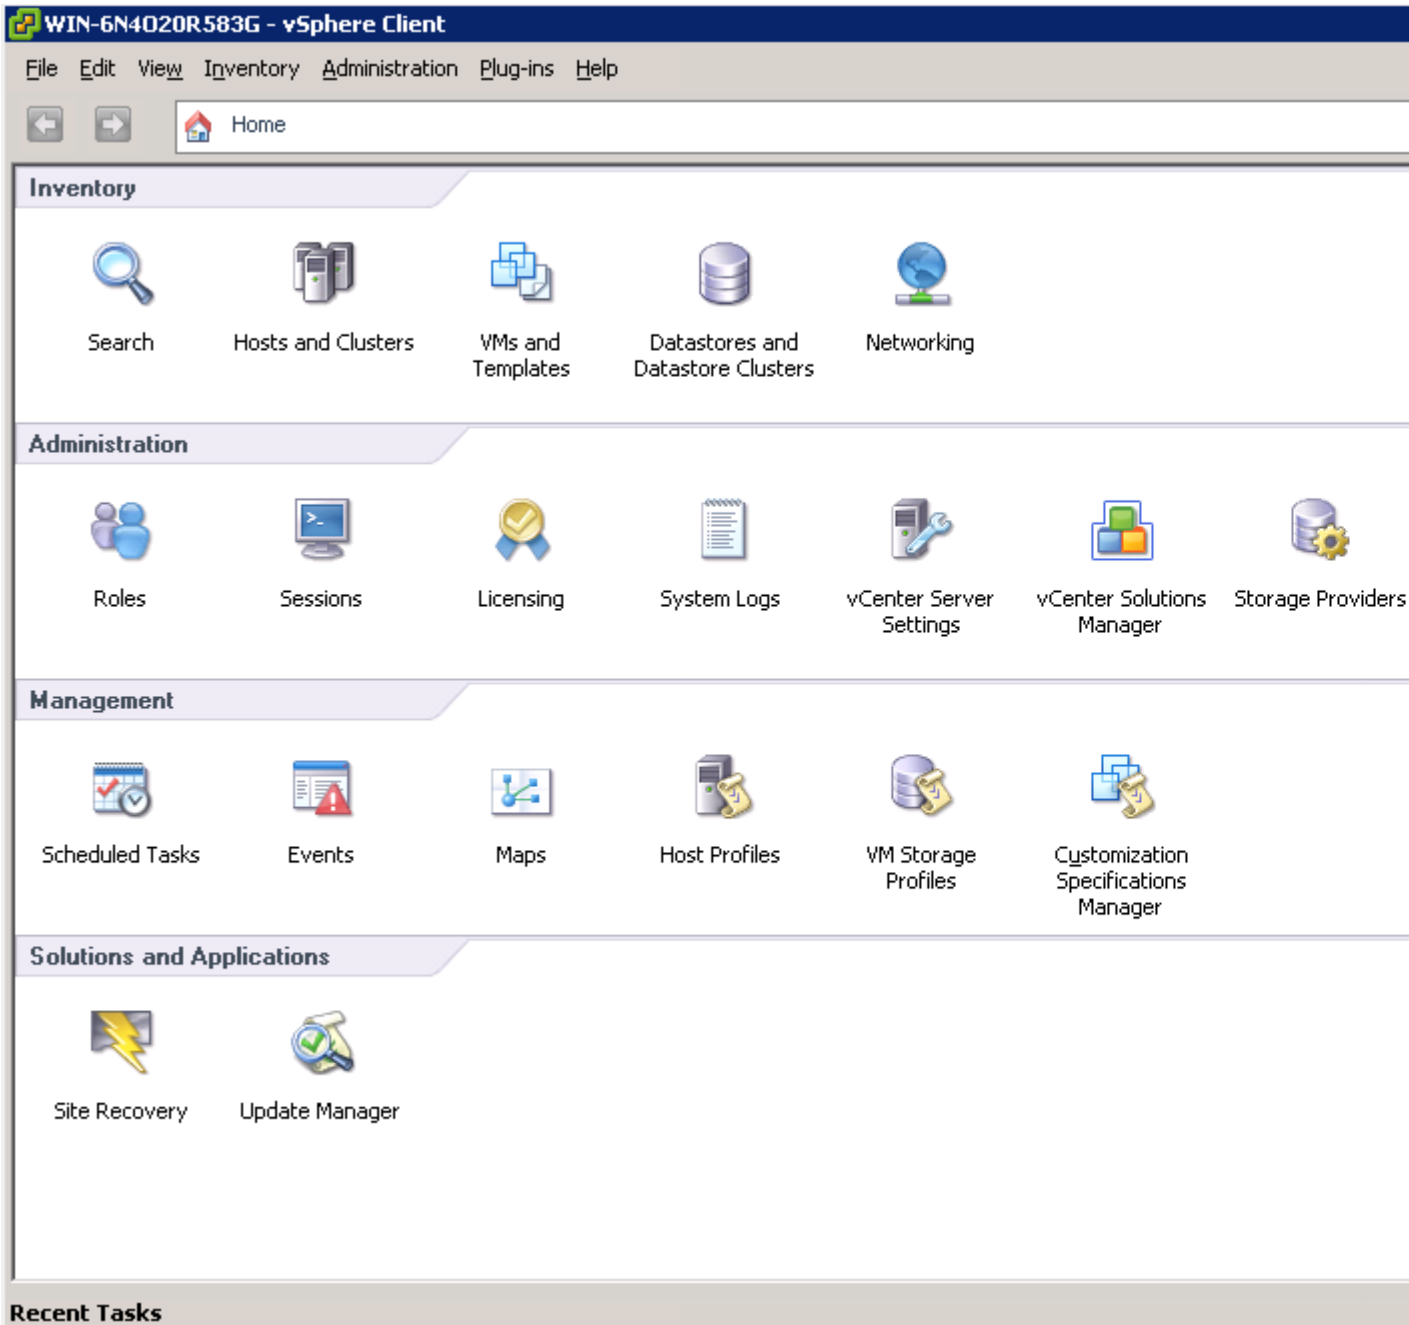 WIN-6N4O20R583G - vSphere Client
File Edit View Inventory Administration Plug-ins Help
Home
Inventory
Search
Hosts and Clusters
VMs and
Templates
Datastores and
Datastore Clusters
Networking
Administration
Roles
Sessions
Licensing
System Logs
vCenter Server
Settings
vCenter Solutions
Manager
Storage Providers
Management
Scheduled Tasks
Events
Maps
Host Profiles
VM Storage
Profiles
Customization
Specifications
Manager
Solutions and Applications
Site Recovery
Update Manager
Recent Tasks